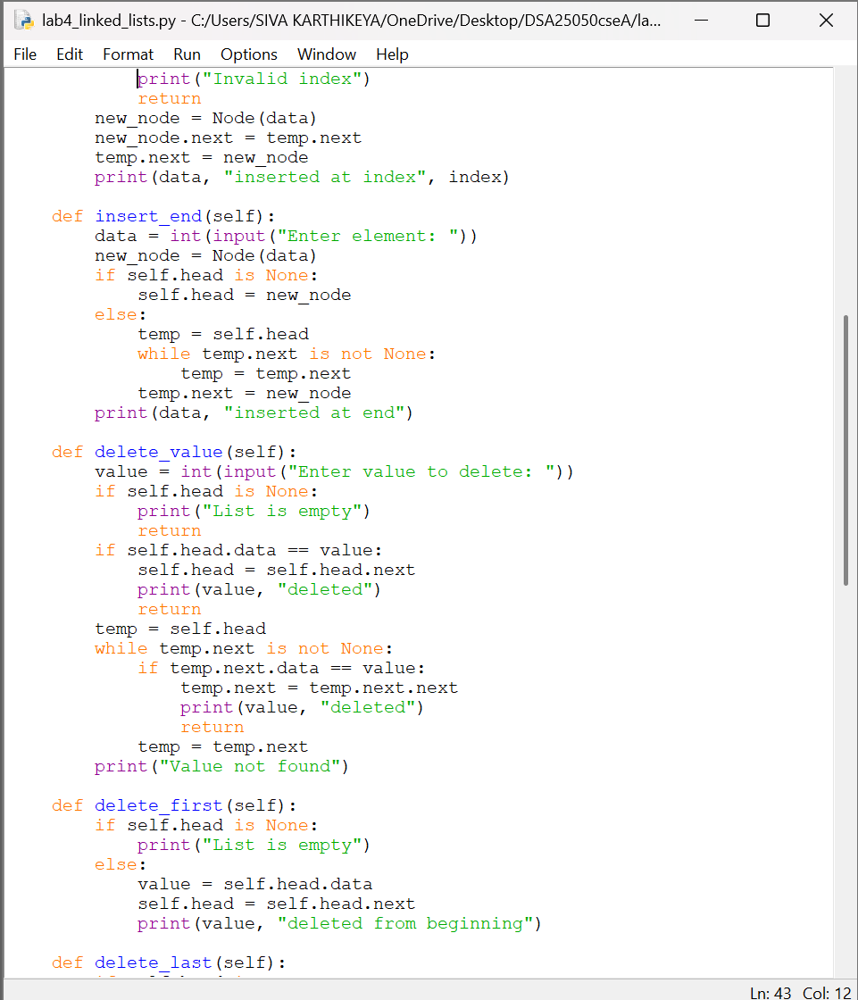 lab4_linked_lists.py - C:/Users/SIVA KARTHIKEYA/OneDrive/Desktop/DSA25050cseA/la...
File Edit Format Run Options Window Help
            print("Invalid index")
            return
        new_node = Node(data)
        new_node.next = temp.next
        temp.next = new_node
        print(data, "inserted at index", index)

    def insert_end(self):
        data = int(input("Enter element: "))
        new_node = Node(data)
        if self.head is None:
            self.head = new_node
        else:
            temp = self.head
            while temp.next is not None:
                temp = temp.next
            temp.next = new_node
        print(data, "inserted at end")

    def delete_value(self):
        value = int(input("Enter value to delete: "))
        if self.head is None:
            print("List is empty")
            return
        if self.head.data == value:
            self.head = self.head.next
            print(value, "deleted")
            return
        temp = self.head
        while temp.next is not None:
            if temp.next.data == value:
                temp.next = temp.next.next
                print(value, "deleted")
                return
            temp = temp.next
        print("Value not found")

    def delete_first(self):
        if self.head is None:
            print("List is empty")
        else:
            value = self.head.data
            self.head = self.head.next
            print(value, "deleted from beginning")

    def delete_last(self):
Ln: 43 Col: 12